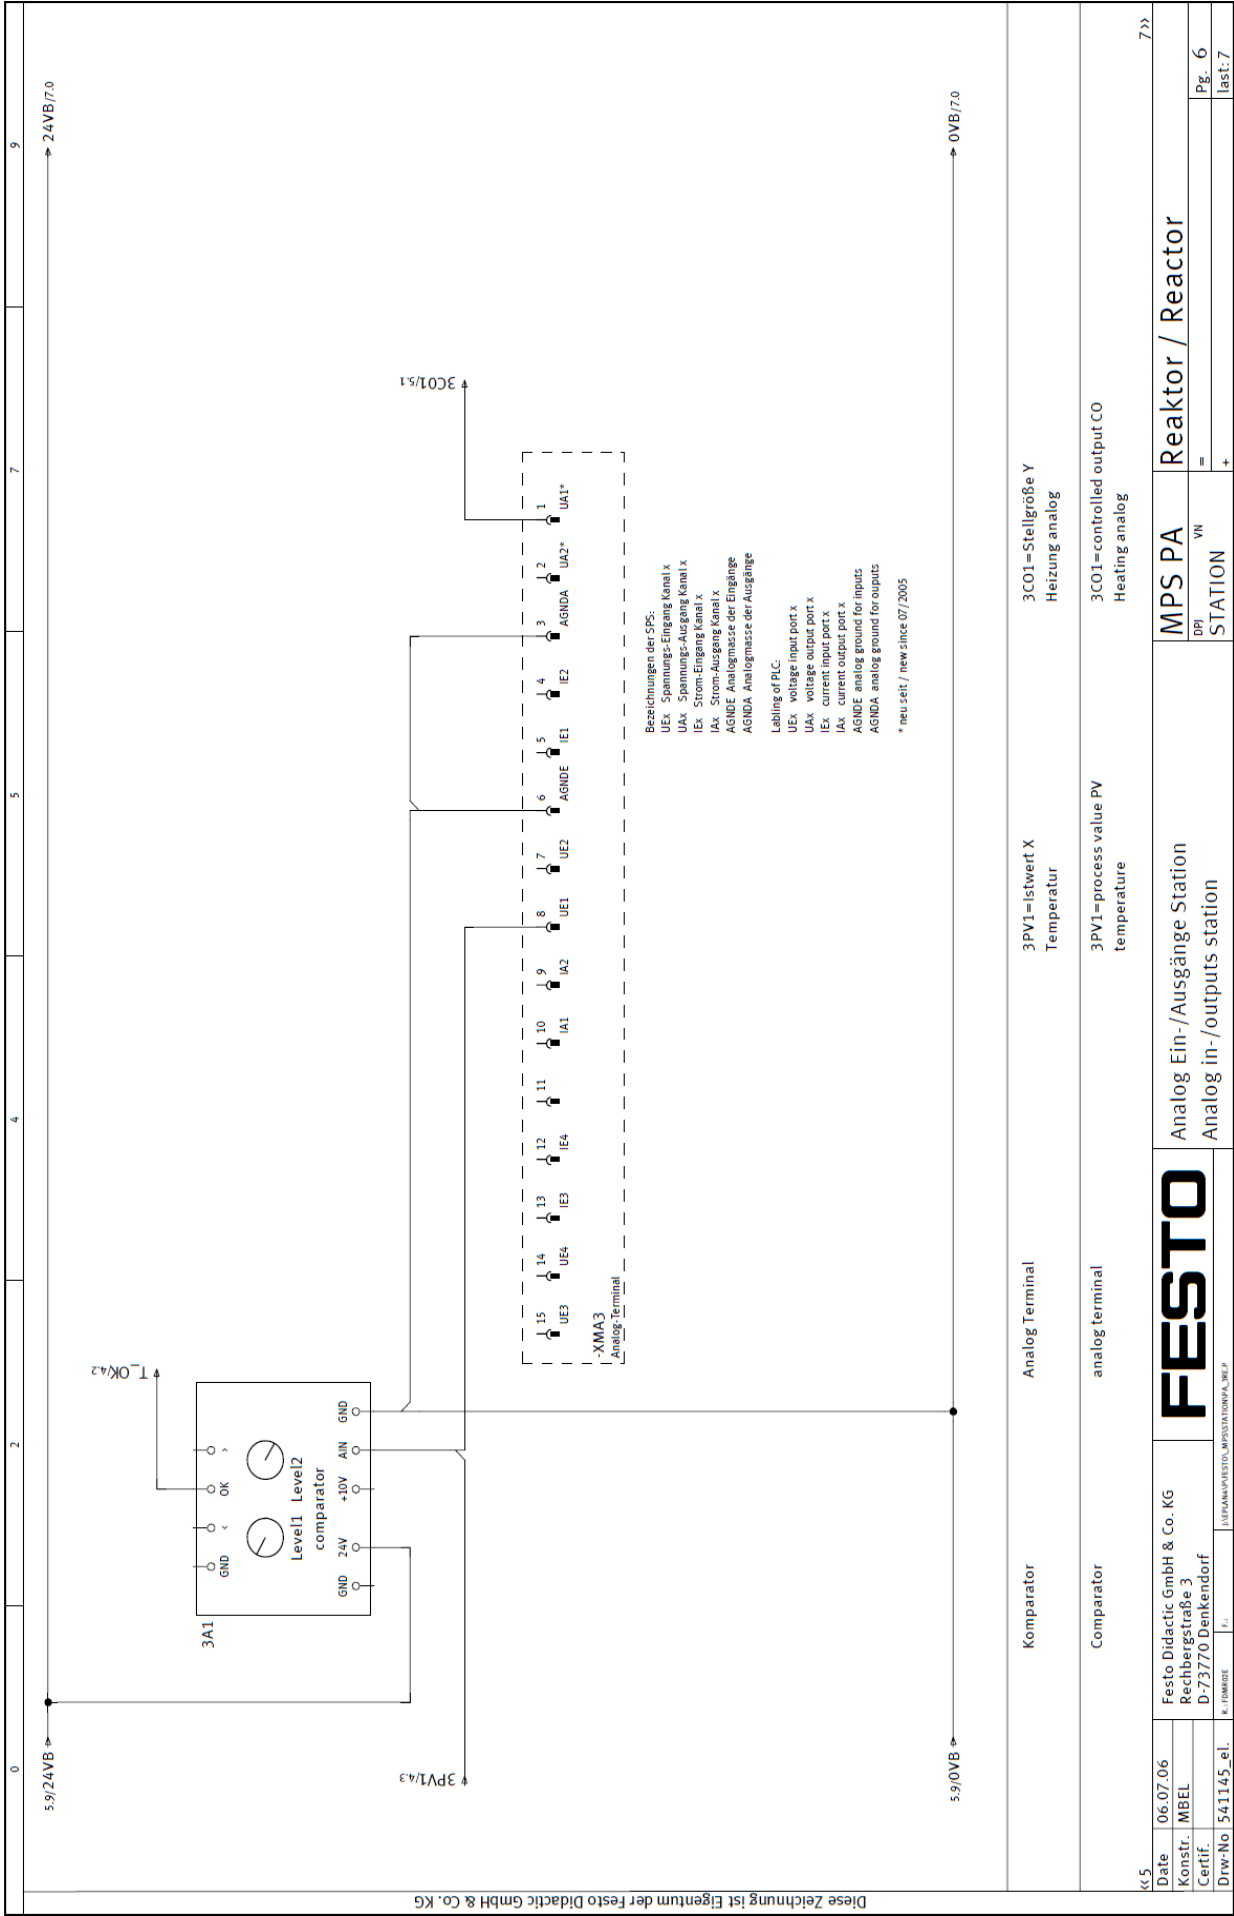 0
2
4
5
7
9
5.9/24VB
24VB/7.0
T_OK/4.2
3A1
GND
<
OK
>
Level1
Level2
comparator
GND
24V
+10V
AIN
GND
3PV1/4.3
3CO1/5.1
15
14
13
12
11
10
9
8
7
6
5
4
3
2
1
UE3
UE4
IE3
IE4
IA1
IA2
UE1
UE2
AGNDE
IE1
IE2
AGNDA
UA2*
UA1*
-XMA3
Analog-Terminal
Bezeichnungen der SPS:
UEx Spannungs-Eingang Kanal x
UAx Spannungs-Ausgang Kanal x
IEx Strom-Eingang Kanal x
IAx Strom-Ausgang Kanal x
AGNDE Analogmasse der Eingänge
AGNDA Analogmasse der Ausgänge
Labling of PLC:
UEx voltage input port x
UAx voltage output port x
IEx current input port x
IAx current output port x
AGNDE analog ground for inputs
AGNDA analog ground for ouputs
* neu seit / new since 07/2005
5.9/0VB
0VB/7.0
Komparator
Analog Terminal
3PV1=Istwert X
Temperatur
3CO1=Stellgröße Y
Heizung analog
Comparator
analog terminal
3PV1=process value PV
temperature
3CO1=controlled output CO
Heating analog
<<5
7>>
Date 06.07.06
Konstr. MBEL
Certif.
Drw-No 541145_el.
Festo Didactic GmbH & Co. KG
Rechbergstraße 3
D-73770 Denkendorf
FESTO
Analog Ein-/Ausgänge Station
Analog in-/outputs station
MPS PA
DPJ
VN
STATION
Reaktor / Reactor
=
+
Pg. 6
last: 7
Diese Zeichnung ist Eigentum der Festo Didactic GmbH & Co. KG